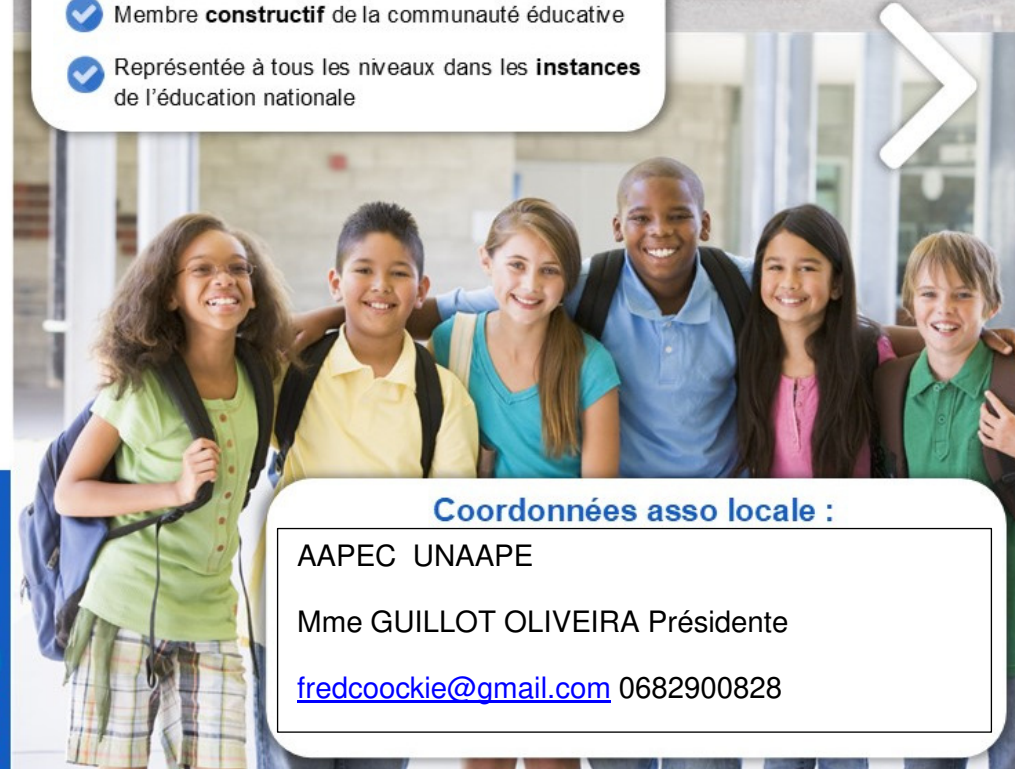 Membre constructif de la communauté éducative
Représentée à tous les niveaux dans les instances
de l'éducation nationale
Coordonnées asso locale :
AAPEC UNAAPE
Mme GUILLOT OLIVEIRA Présidente
fredcoockie@gmail.com 0682900828